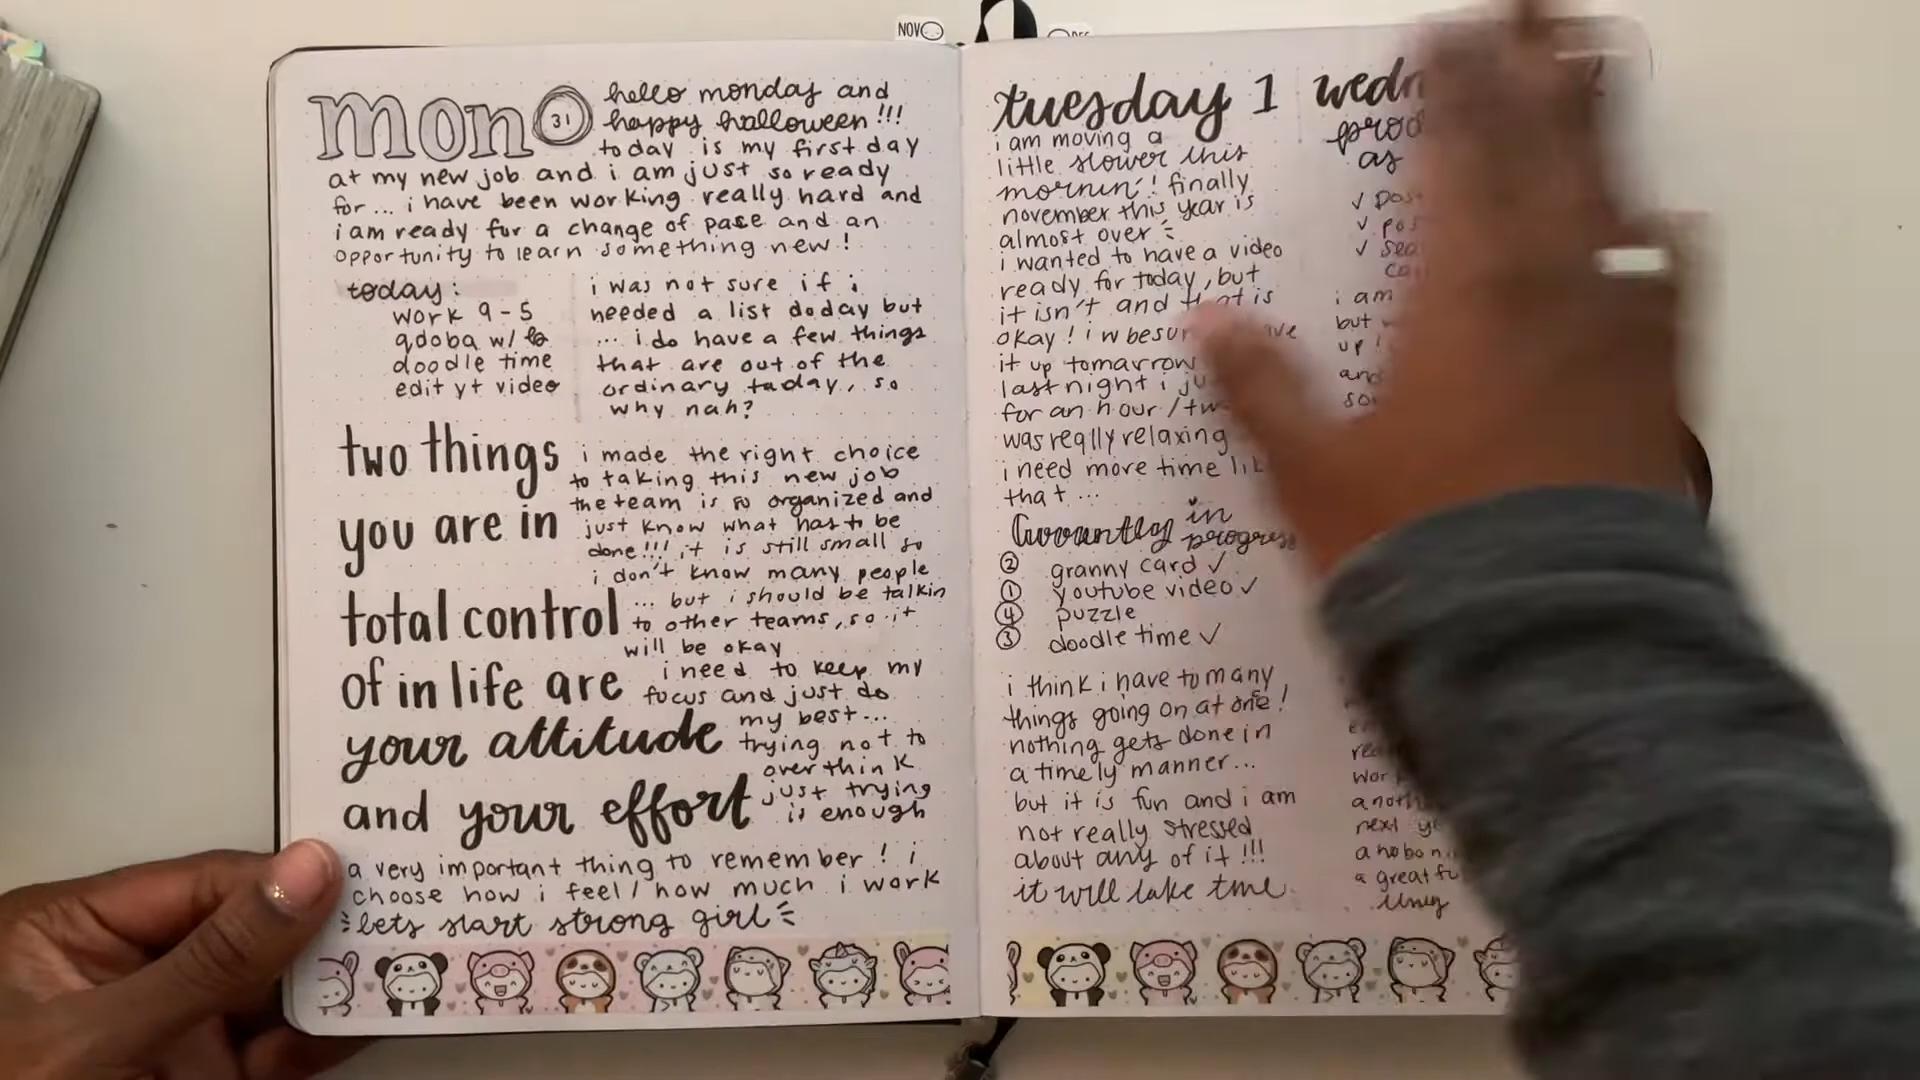 NOV
mon 31
hello monday and
happy halloween!!!
today is my first day
at my new job and i am just so ready
for... i have been working really hard and
i am ready for a change of pace and an
opportunity to learn something new!
today:
work 9-5
qdoba w/
doodle time
edit yt video
i was not sure if i
needed a list doday but
... i do have a few things
that are out of the
ordinary taday, so
why nah?
two things
you are in
total control
of in life are
your attitude
and your effort
i made the right choice
to taking this new job
the team is so organized and
just know what has to be
done!!! it is still small so
i don't know many people
... but i should be talkin
to other teams, so it
will be okay
i need to keep my
focus and just do
my best...
trying not to
overthink
just trying
is enough
a very important thing to remember! i
choose how i feel / how much i work
lets start strong girl
tuesday 1
i am moving a
little slower this
mornin'! finally
november this year is
almost over
i wanted to have a video
ready for today, but
it isn't and that is
okay! i
it up tomarrow
last night i
for an hour /
was really relaxing
i need more time
that...
in
progress
② granny card ✓
① youtube video ✓
④ puzzle
③ doodle time ✓
i think i have to many
things going on at one!
nothing gets done in
a timely manner...
but it is fun and i am
not really stressed
about any of it!!!
it will take time
as
✓
✓
✓
i am
but
up!